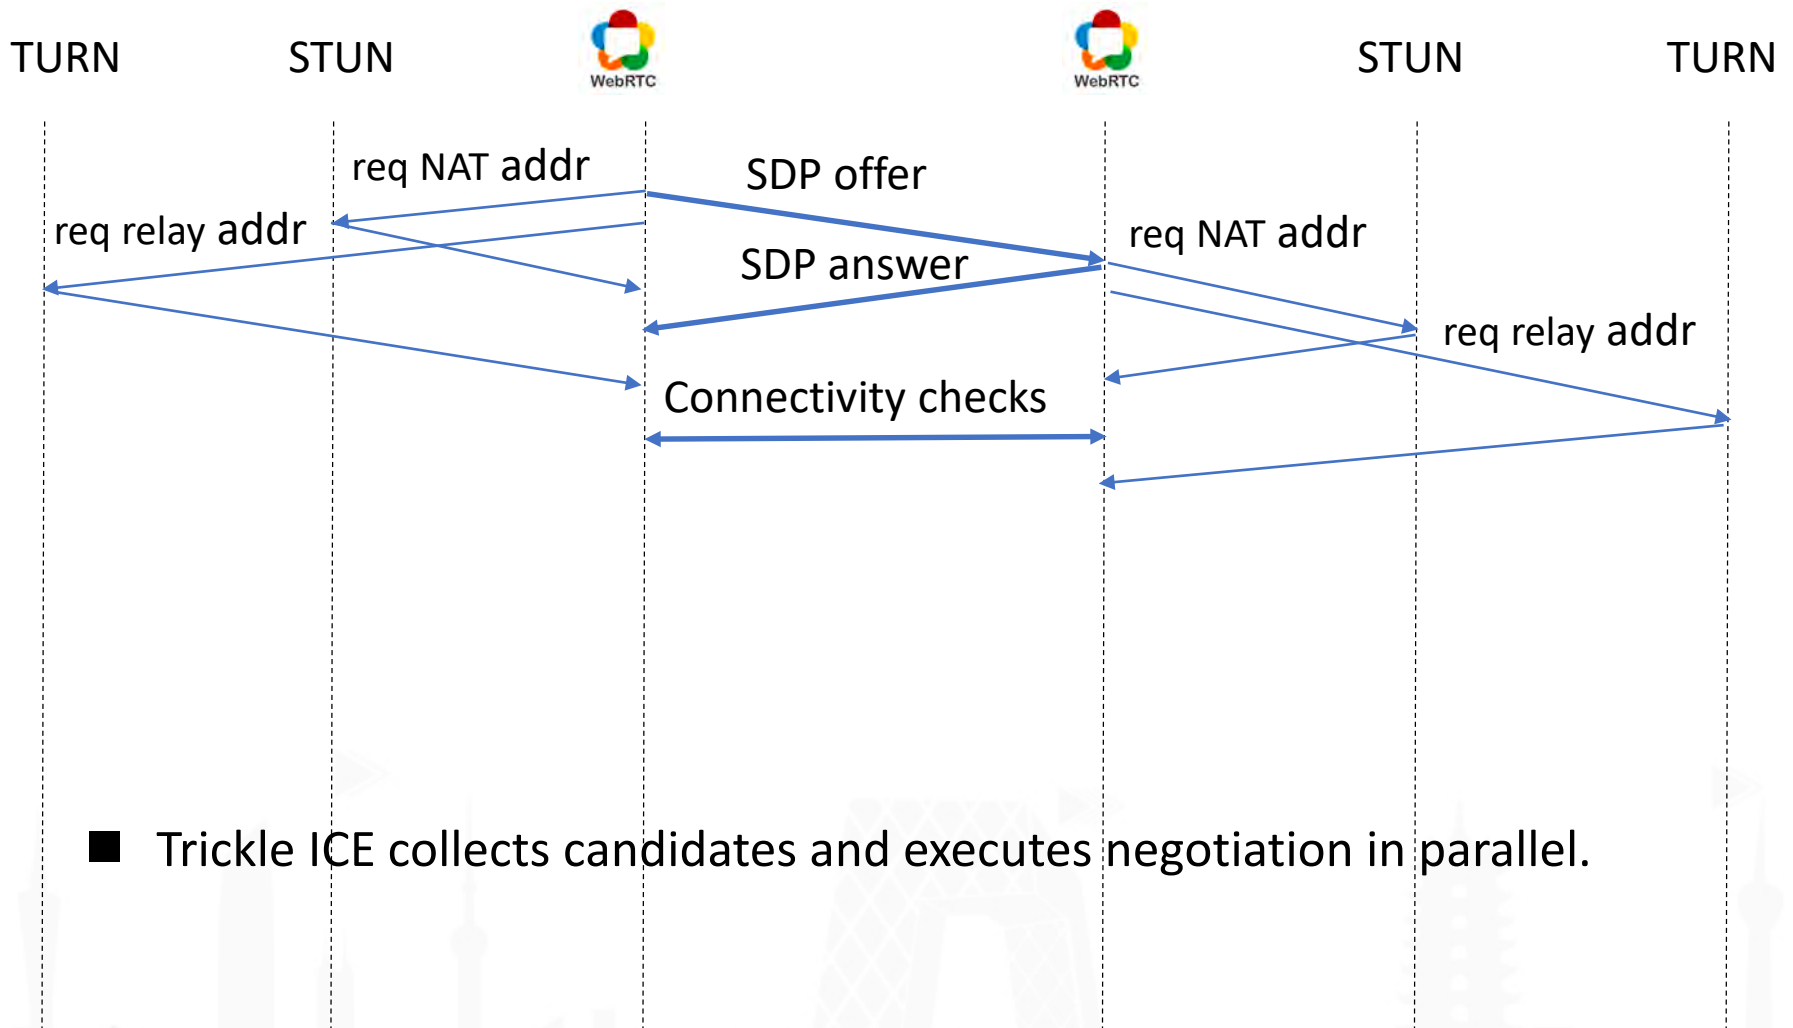 TURN
STUN
WebRTC
WebRTC
STUN
TURN
req NAT addr
SDP offer
req relay addr
req NAT addr
SDP answer
req relay addr
Connectivity checks
Trickle ICE collects candidates and executes negotiation in parallel.